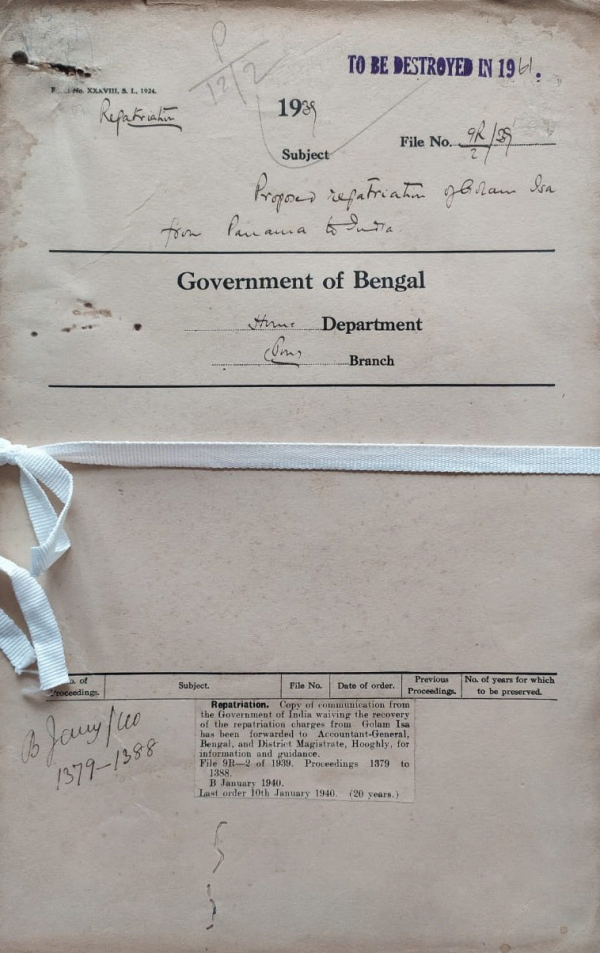 P
12/2
TO BE DESTROYED IN 1961.
No. XXXVIII, S. I., 1924.
Repatriation
1939
File No. 9R/39
2
Subject
Proposed repatriation of Golam Isa
from Panama to India.
Government of Bengal
Home Department
Branch
of Proceedings.
Subject.
File No.
Date of order.
Previous Proceedings.
No. of years for which to be preserved.
Repatriation. Copy of communication from
the Government of India waiving the recovery
of the repatriation charges from Golam Isa
has been forwarded to Accountant-General,
Bengal, and District Magistrate, Hooghly, for
information and guidance.
File 9R—2 of 1939. Proceedings 1379 to
1388.
B January 1940.
Last order 10th January 1940. (20 years.)
B Jany/40
1379–1388